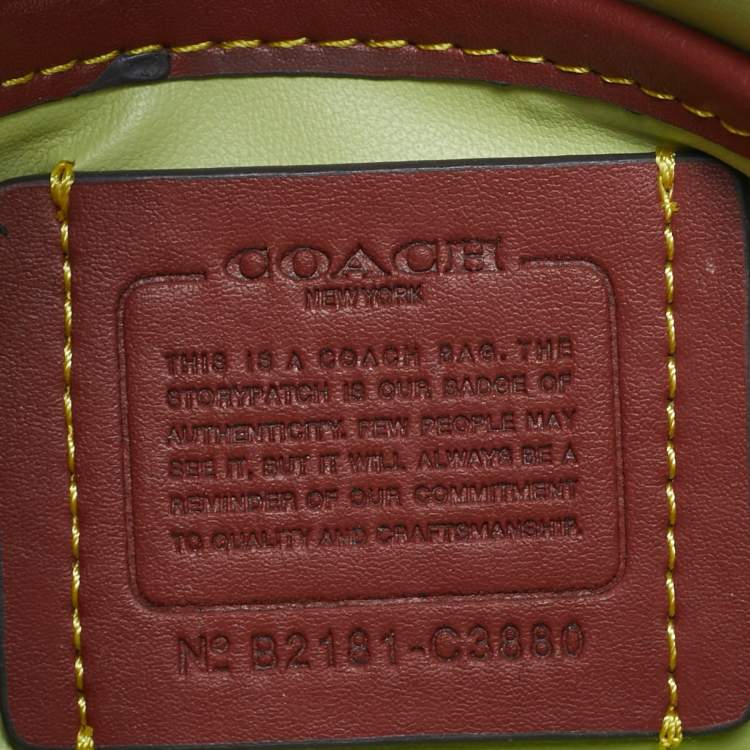 COACH
NEW YORK
THIS IS A COACH BAG. THE
STORYPATCH IS OUR BADGE OF
AUTHENTICITY. FEW PEOPLE MAY
SEE IT, BUT IT WILL ALWAYS BE A
REMINDER OF OUR COMMITMENT
TO QUALITY AND CRAFTSMANSHIP.
Nº B2181-C3880